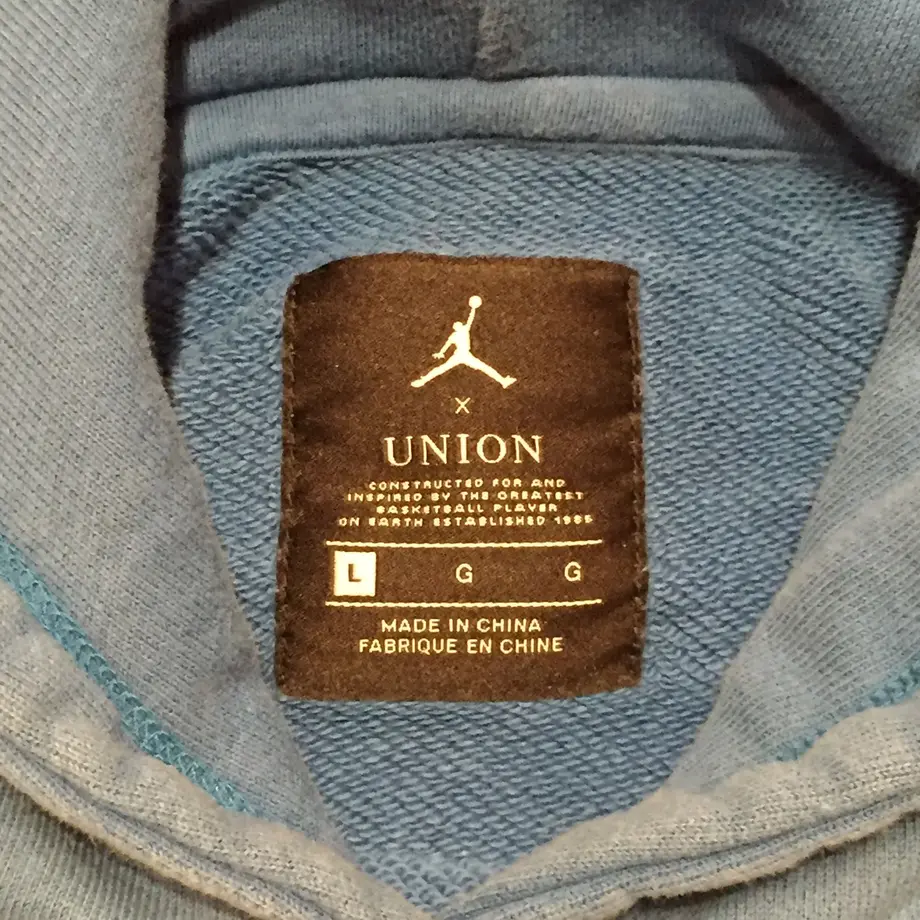 X
UNION
CONSTRUCTED FOR AND
INSPIRED BY THE GREATEST
BASKETBALL PLAYER
ON EARTH ESTABLISHED 1985
L G G
MADE IN CHINA
FABRIQUE EN CHINE